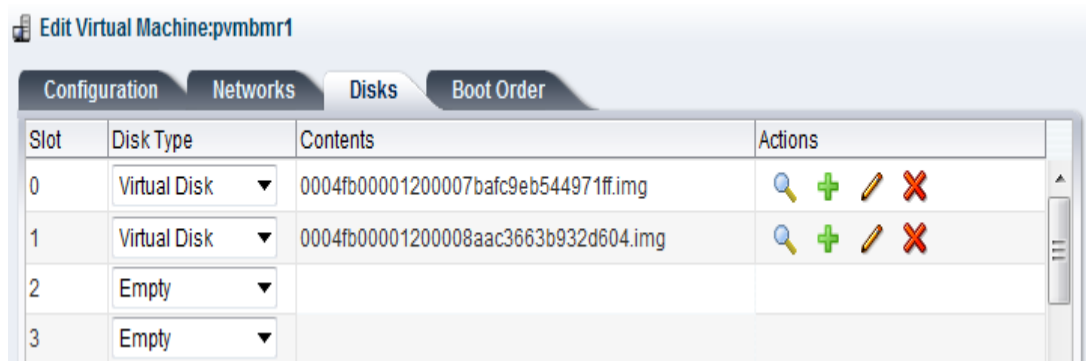 Edit Virtual Machine:pvmbmr1
Configuration Networks Disks Boot Order
Slot Disk Type Contents Actions
0 Virtual Disk 0004fb00001200007bafc9eb544971ff.img
1 Virtual Disk 0004fb00001200008aac3663b932d604.img
2 Empty
3 Empty